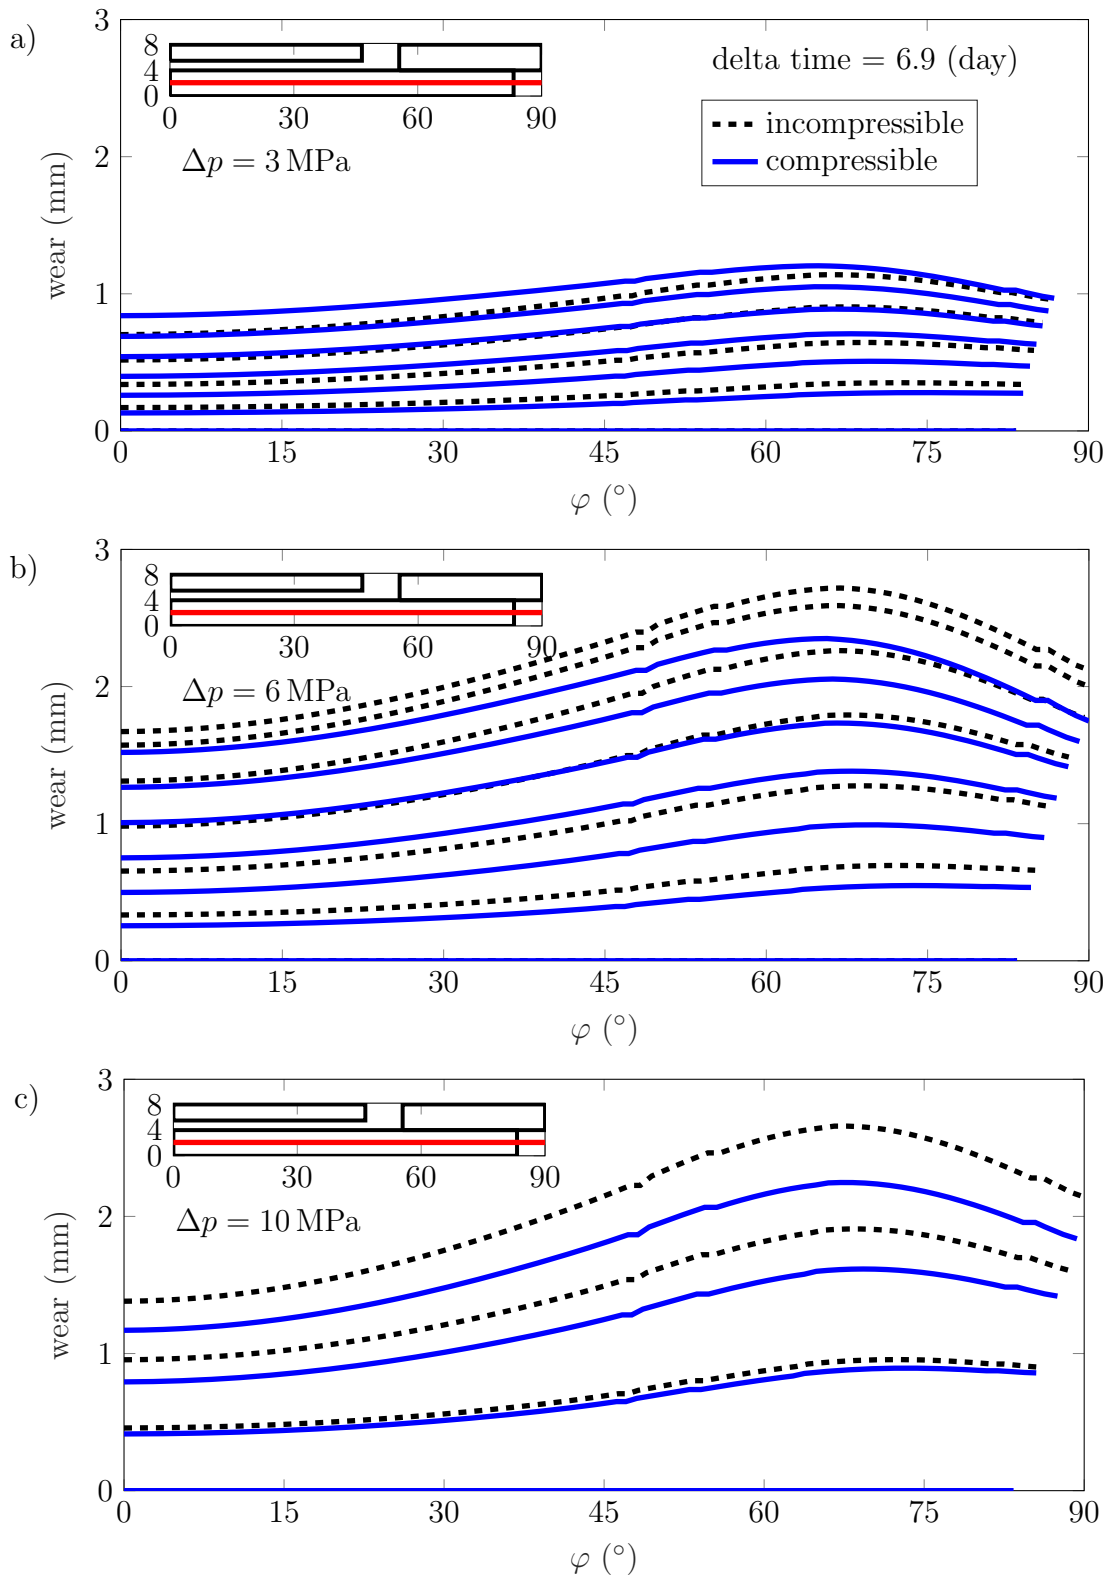 a)
3
2
1
0
wear (mm)
8
4
0
0 30 60 90
Δp = 3 MPa
delta time = 6.9 (day)
incompressible
compressible
0 15 30 45 60 75 90
φ (°)
b)
3
2
1
0
wear (mm)
8
4
0
0 30 60 90
Δp = 6 MPa
0 15 30 45 60 75 90
φ (°)
c)
3
2
1
0
wear (mm)
8
4
0
0 30 60 90
Δp = 10 MPa
0 15 30 45 60 75 90
φ (°)